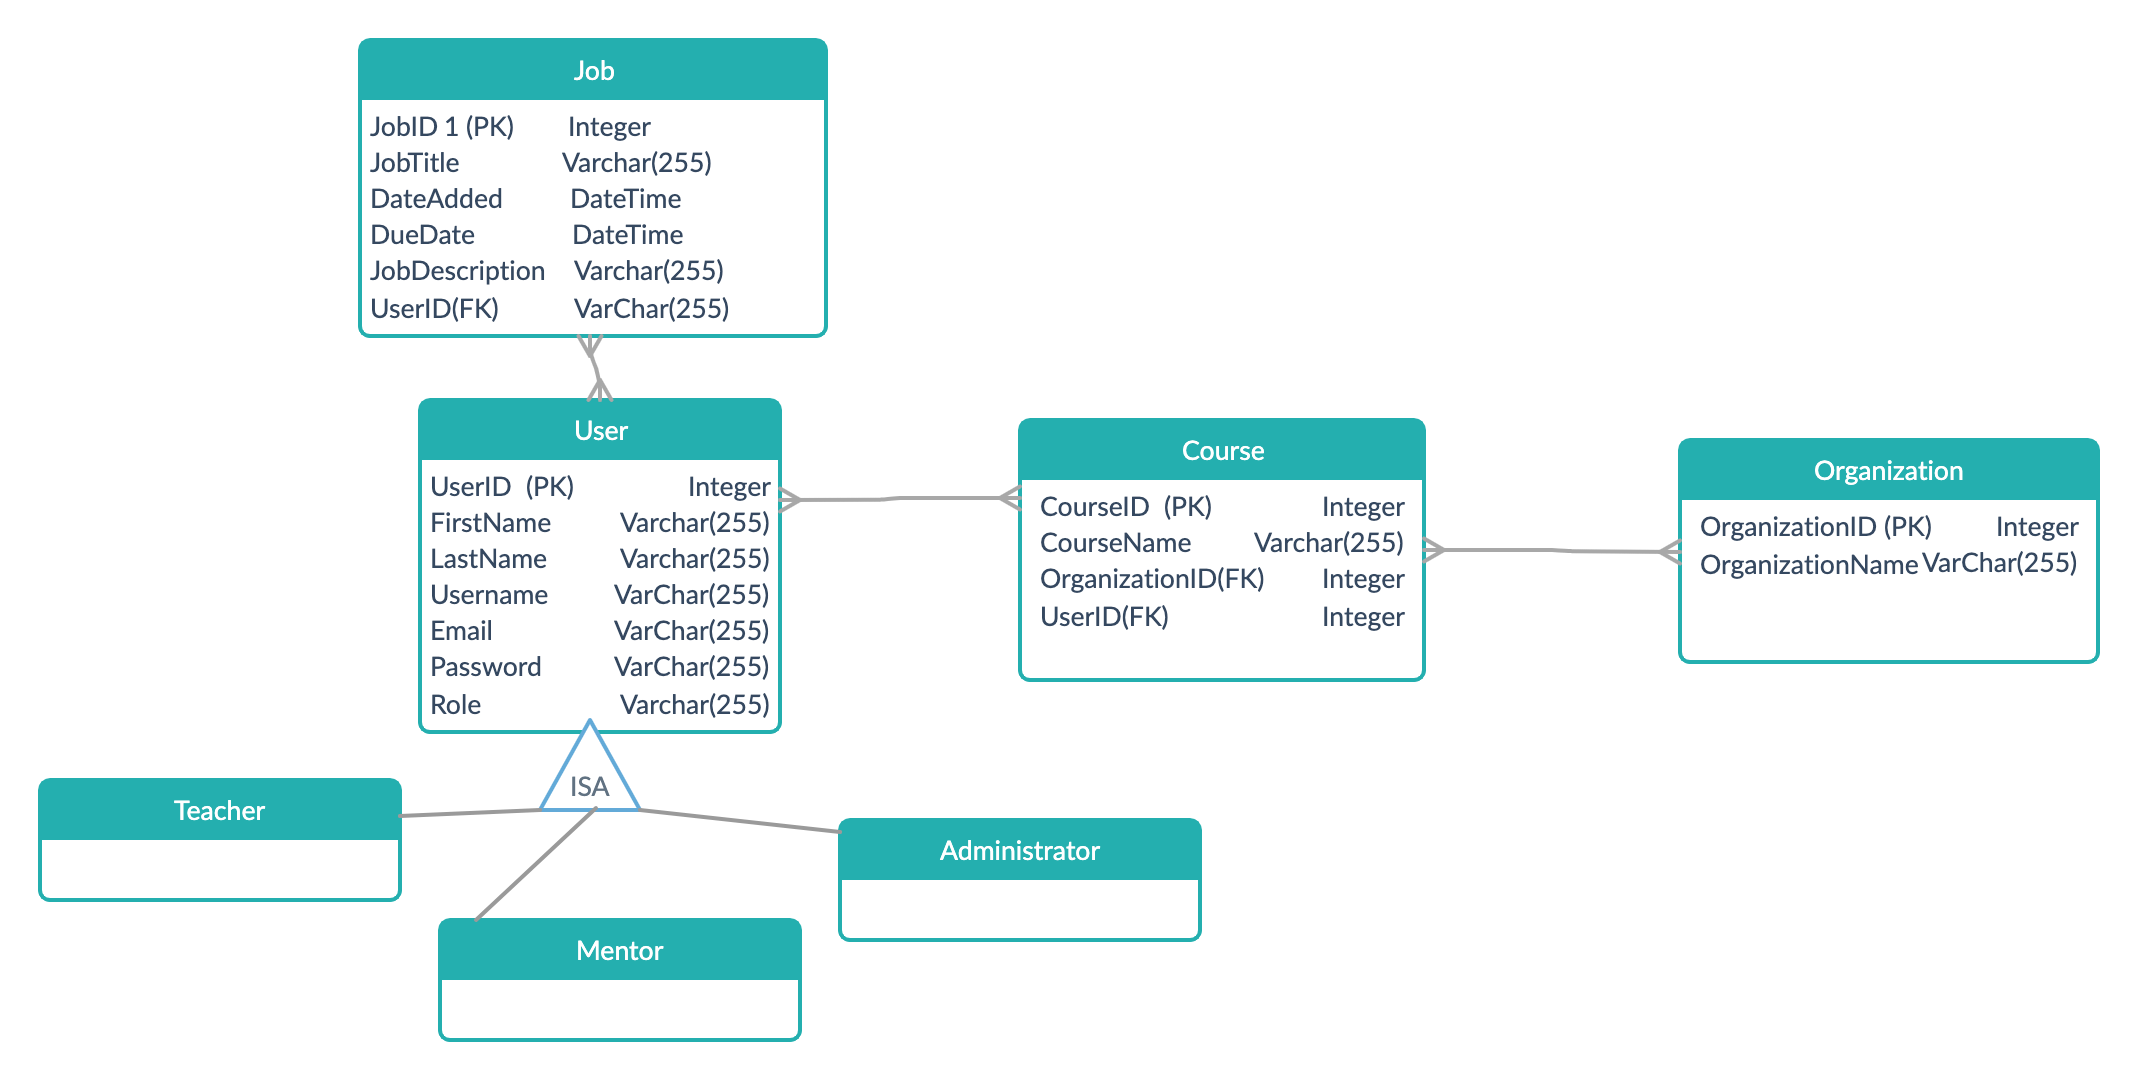 Job
JobID 1 (PK) Integer
JobTitle Varchar(255)
DateAdded DateTime
DueDate DateTime
JobDescription Varchar(255)
UserID(FK) VarChar(255)
User
UserID (PK) Integer
FirstName Varchar(255)
LastName Varchar(255)
Username VarChar(255)
Email VarChar(255)
Password VarChar(255)
Role Varchar(255)
Course
CourseID (PK) Integer
CourseName Varchar(255)
OrganizationID(FK) Integer
UserID(FK) Integer
Organization
OrganizationID (PK) Integer
OrganizationName VarChar(255)
ISA
Teacher
Administrator
Mentor